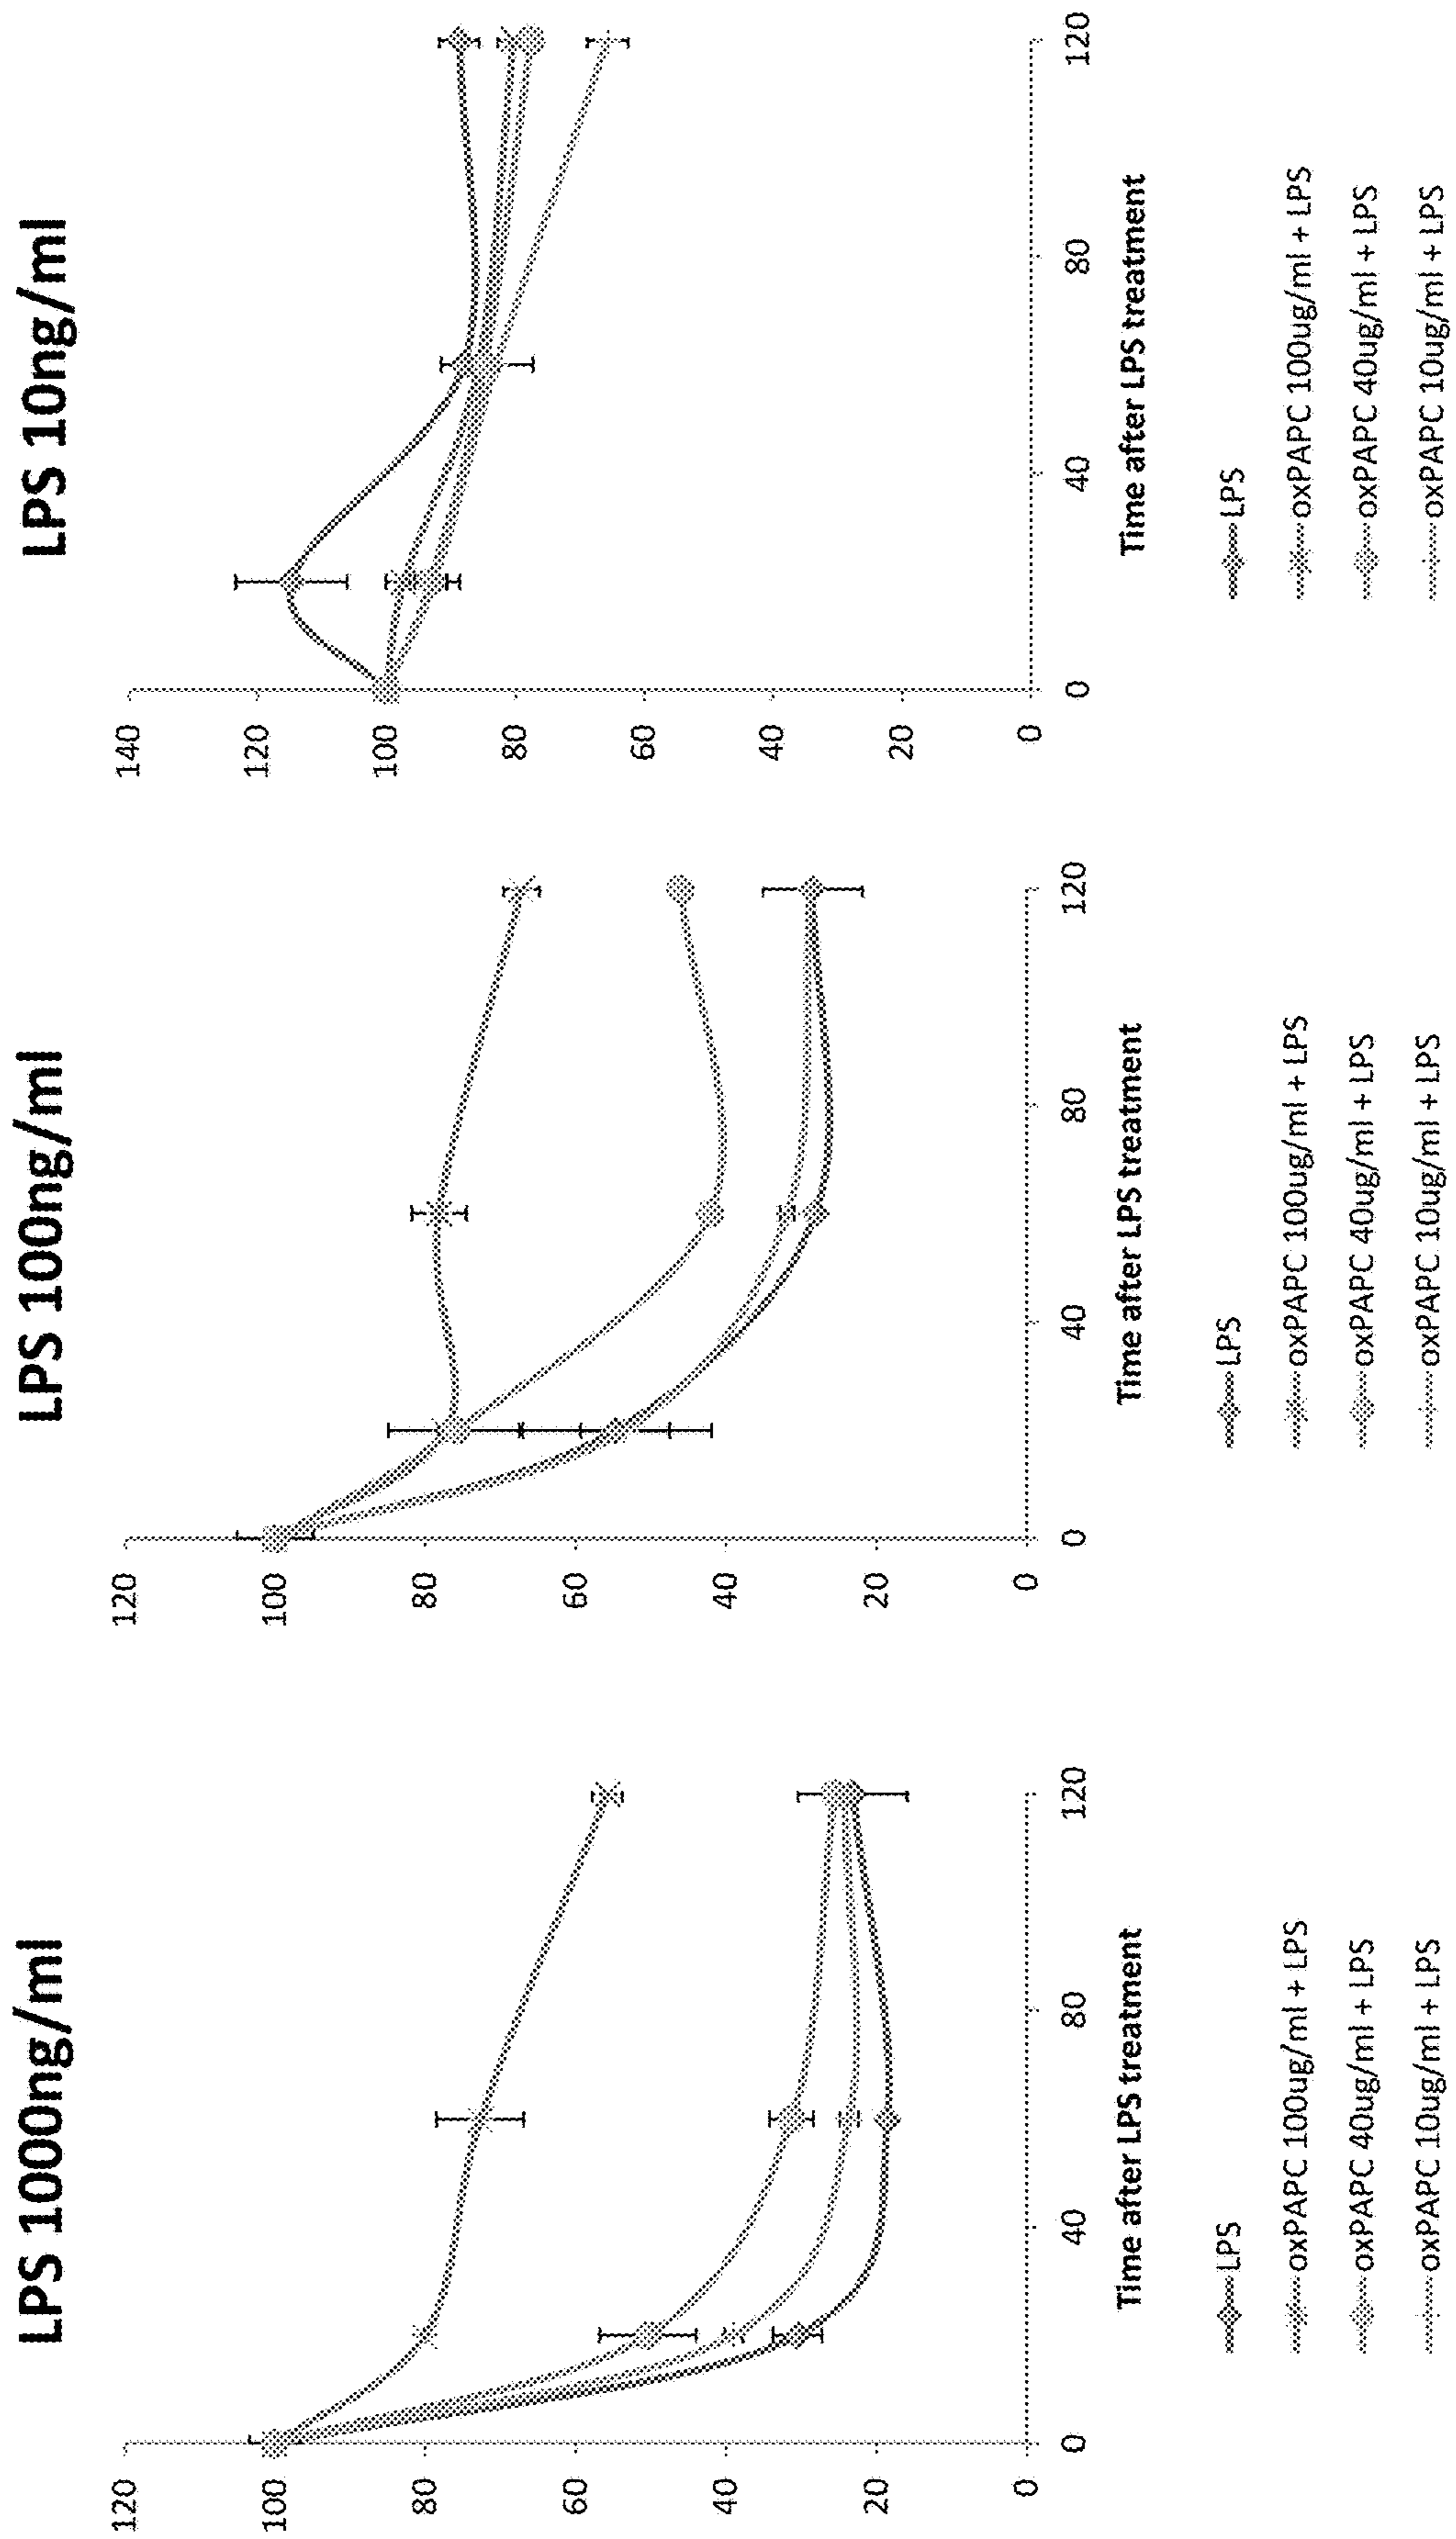 LPS 1000ng/ml
120
100
80
60
40
20
0
0
40
80
120
Time after LPS treatment
LPS
oxPAPC 100ug/ml + LPS
oxPAPC 40ug/ml + LPS
oxPAPC 10ug/ml + LPS
LPS 100ng/ml
120
100
80
60
40
20
0
0
40
80
120
Time after LPS treatment
LPS
oxPAPC 100ug/ml + LPS
oxPAPC 40ug/ml + LPS
oxPAPC 10ug/ml + LPS
LPS 10ng/ml
140
120
100
80
60
40
20
0
0
40
80
120
Time after LPS treatment
LPS
oxPAPC 100ug/ml + LPS
oxPAPC 40ug/ml + LPS
oxPAPC 10ug/ml + LPS